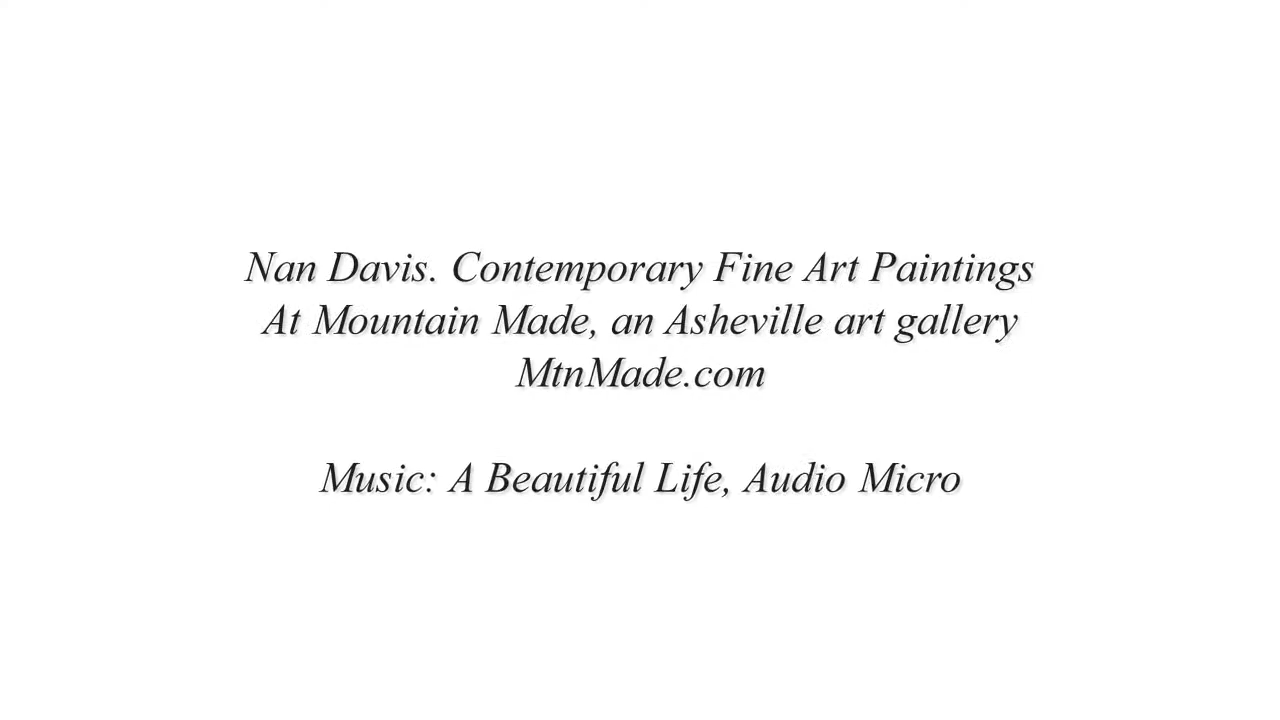 Nan Davis. Contemporary Fine Art Paintings
At Mountain Made, an Asheville art gallery
MtnMade.com
Music: A Beautiful Life, Audio Micro